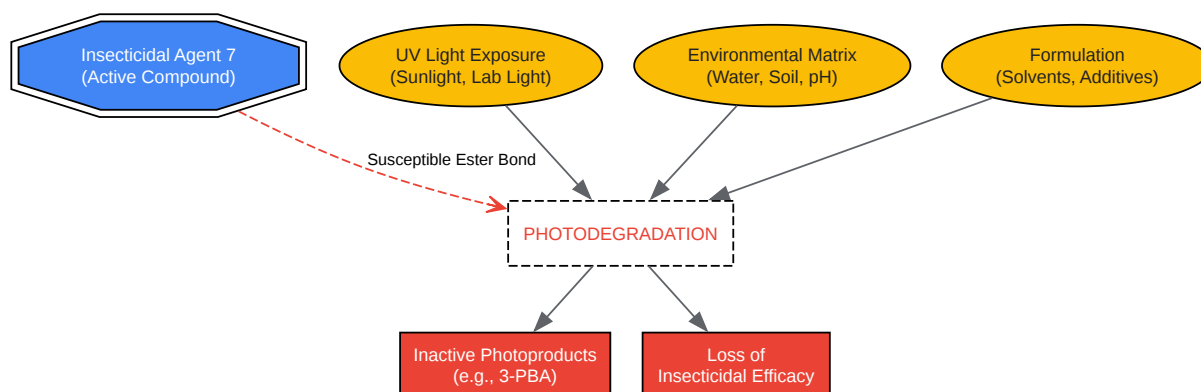 Insecticidal Agent 7
(Active Compound)
UV Light Exposure
(Sunlight, Lab Light)
Environmental Matrix
(Water, Soil, pH)
Formulation
(Solvents, Additives)
Susceptible Ester Bond
PHOTODEGRADATION
Inactive Photoproducts
(e.g., 3-PBA)
Loss of
Insecticidal Efficacy